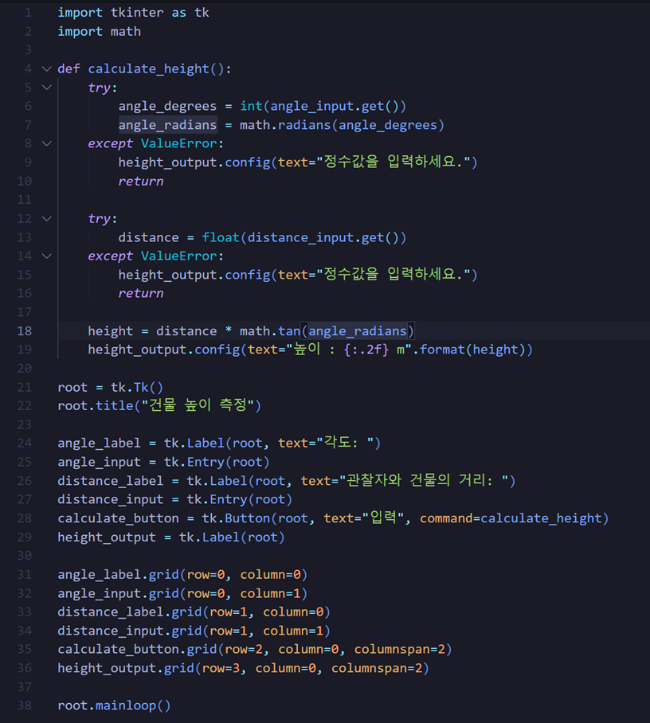 1 import tkinter as tk
2 import math
3
4 def calculate_height():
5     try:
6         angle_degrees = int(angle_input.get())
7         angle_radians = math.radians(angle_degrees)
8     except ValueError:
9         height_output.config(text="정수값을 입력하세요.")
10         return
11
12     try:
13         distance = float(distance_input.get())
14     except ValueError:
15         height_output.config(text="정수값을 입력하세요.")
16         return
17
18     height = distance * math.tan(angle_radians)
19     height_output.config(text="높이 : {:.2f} m".format(height))
20
21 root = tk.Tk()
22 root.title("건물 높이 측정")
23
24 angle_label = tk.Label(root, text="각도: ")
25 angle_input = tk.Entry(root)
26 distance_label = tk.Label(root, text="관찰자와 건물의 거리: ")
27 distance_input = tk.Entry(root)
28 calculate_button = tk.Button(root, text="입력", command=calculate_height)
29 height_output = tk.Label(root)
30
31 angle_label.grid(row=0, column=0)
32 angle_input.grid(row=0, column=1)
33 distance_label.grid(row=1, column=0)
34 distance_input.grid(row=1, column=1)
35 calculate_button.grid(row=2, column=0, columnspan=2)
36 height_output.grid(row=3, column=0, columnspan=2)
37
38 root.mainloop()